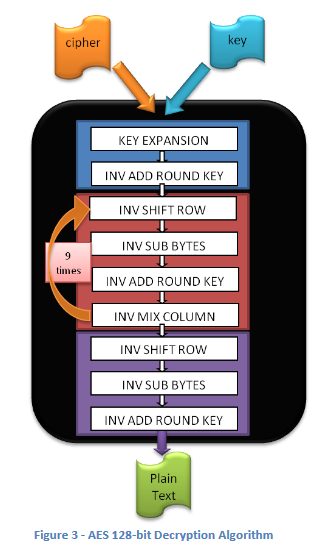 cipher
key
KEY EXPANSION
INV ADD ROUND KEY
INV SHIFT ROW
INV SUB BYTES
9
times
INV ADD ROUND KEY
INV MIX COLUMN
INV SHIFT ROW
INV SUB BYTES
INV ADD ROUND KEY
Plain
Text
Figure 3 - AES 128-bit Decryption Algorithm